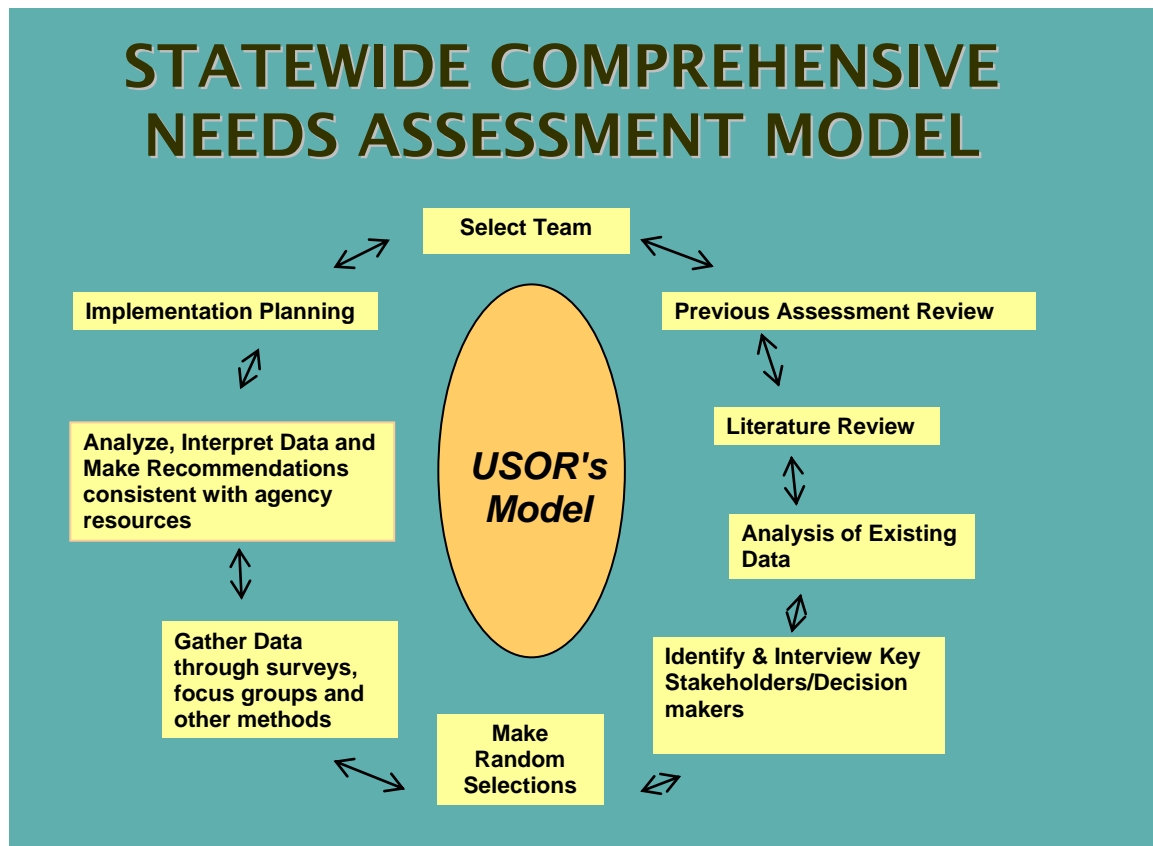 STATEWIDE COMPREHENSIVE
NEEDS ASSESSMENT MODEL
Select Team
Previous Assessment Review
Literature Review
Analysis of Existing
Data
Identify & Interview Key
Stakeholders/Decision
makers
Make
Random
Selections
Gather Data
through surveys,
focus groups and
other methods
Analyze, Interpret Data and
Make Recommendations
consistent with agency
resources
Implementation Planning
USOR's
Model